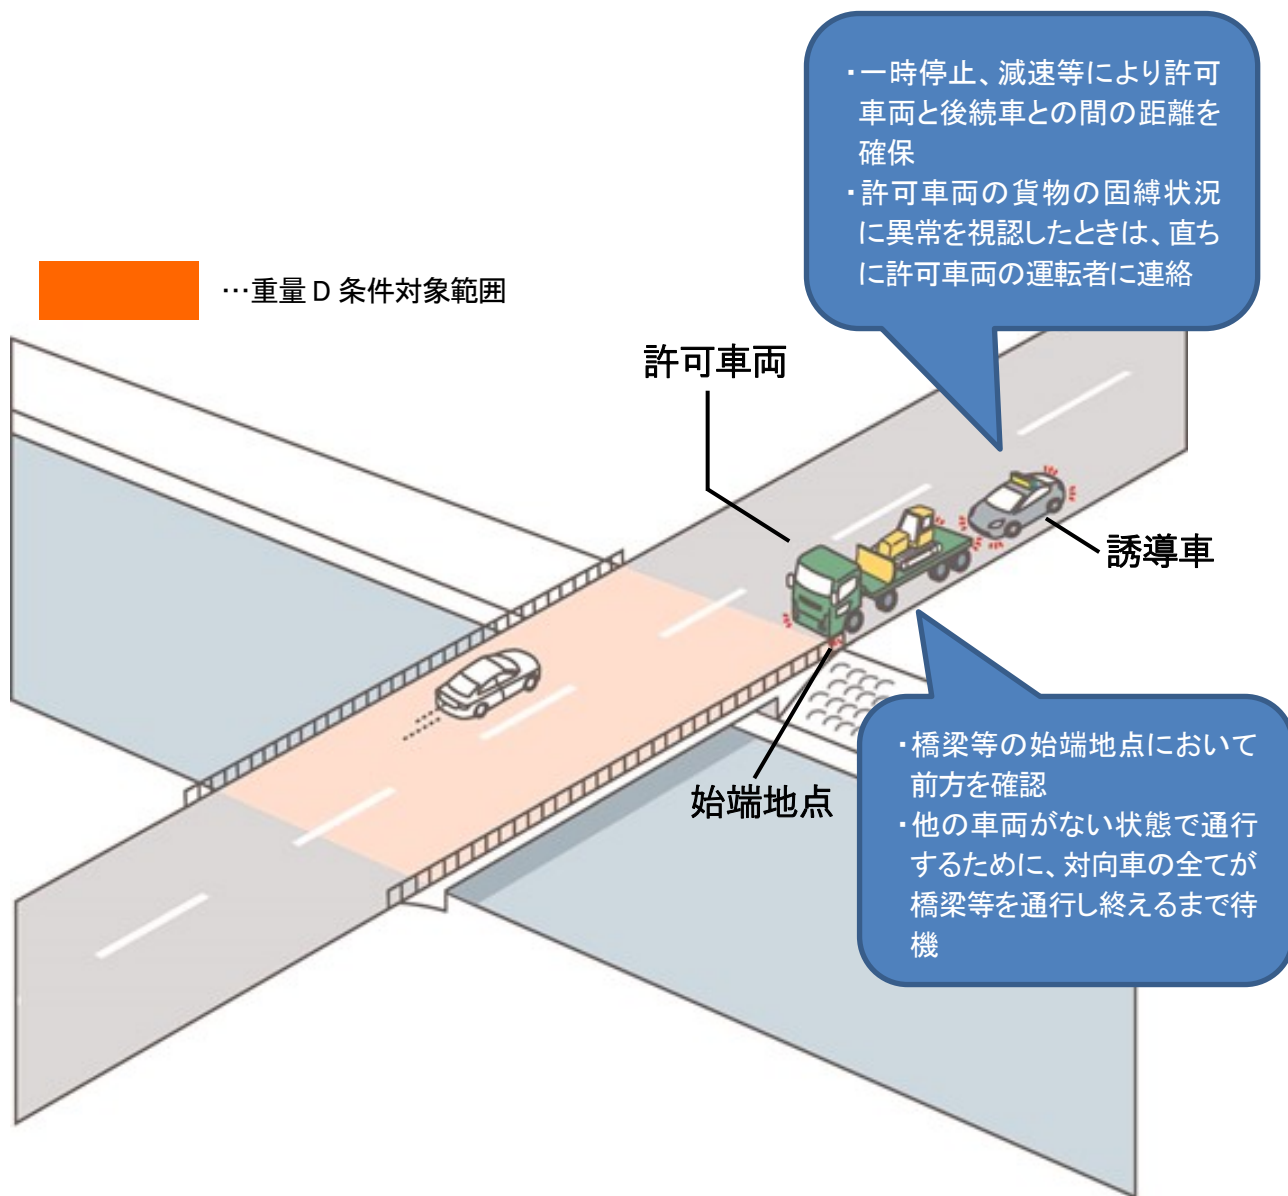 ・一時停止、減速等により許可
車両と後続車との間の距離を
確保
・許可車両の貨物の固縛状況
に異常を視認したときは、直ち
に許可車両の運転者に連絡
…重量 D 条件対象範囲
許可車両
誘導車
始端地点
・橋梁等の始端地点において
前方を確認
・他の車両がない状態で通行
するために、対向車の全てが
橋梁等を通行し終えるまで待
機